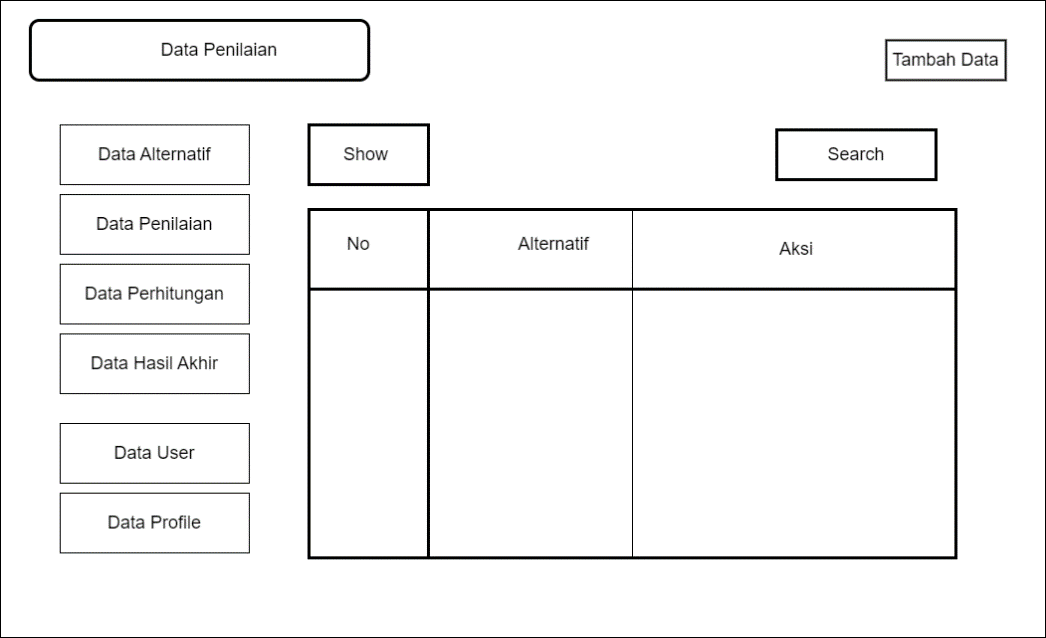 Data Penilaian
Tambah Data
Data Alternatif
Show
Search
Data Penilaian
No
Alternatif
Aksi
Data Perhitungan
Data Hasil Akhir
Data User
Data Profile